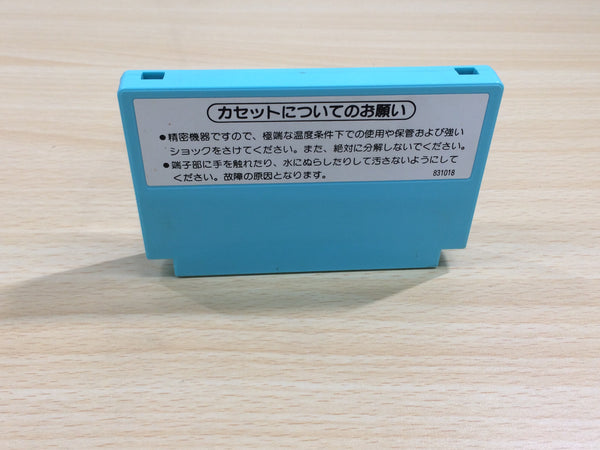 カセットについてのお願い
●精密機器ですので、極端な温度条件下での使用や保管および強い
ショックをさけてください。また、絶対に分解しないでください。
●端子部に手を触れたり、水にぬらしたりして汚さないようにして
ください。故障の原因となります。
831018